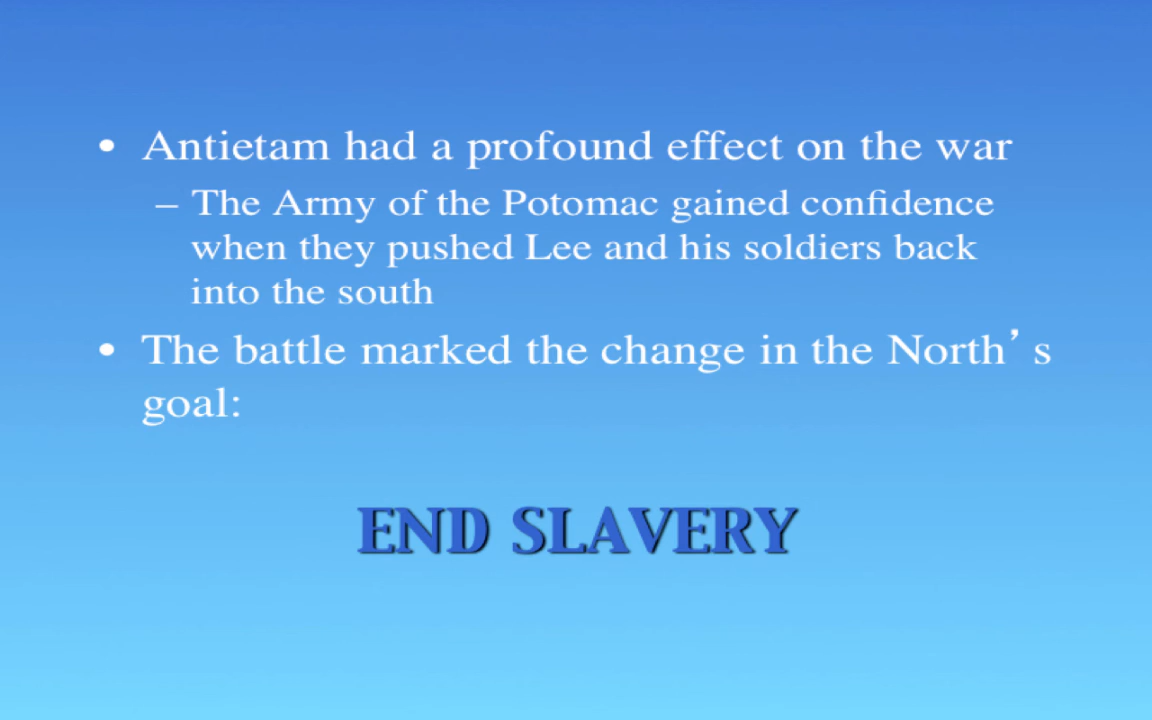 • Antietam had a profound effect on the war
– The Army of the Potomac gained confidence
when they pushed Lee and his soldiers back
into the south
• The battle marked the change in the North’ s
goal:
END SLAVERY